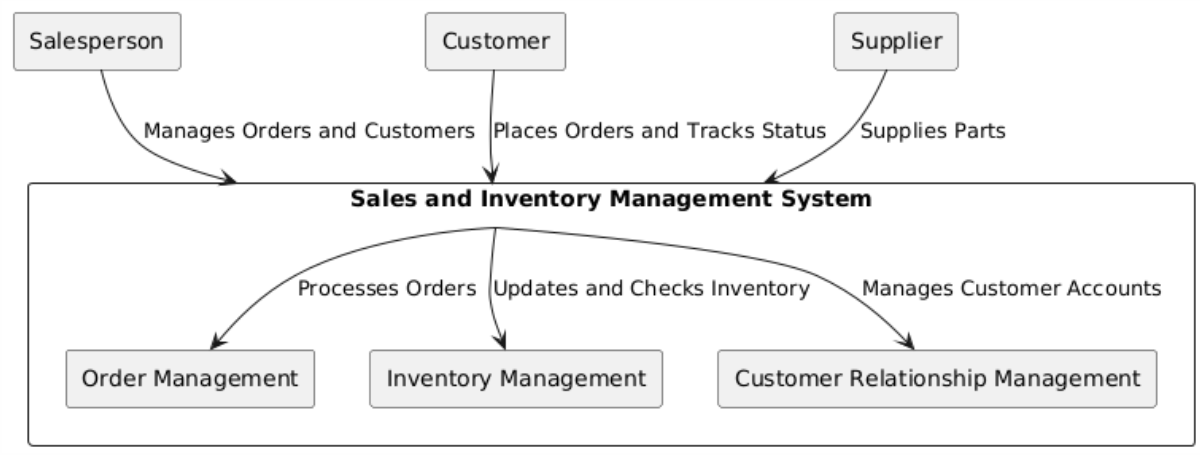 Salesperson
Customer
Supplier
Manages Orders and Customers
Places Orders and Tracks Status
Supplies Parts
Sales and Inventory Management System
Processes Orders
Updates and Checks Inventory
Manages Customer Accounts
Order Management
Inventory Management
Customer Relationship Management